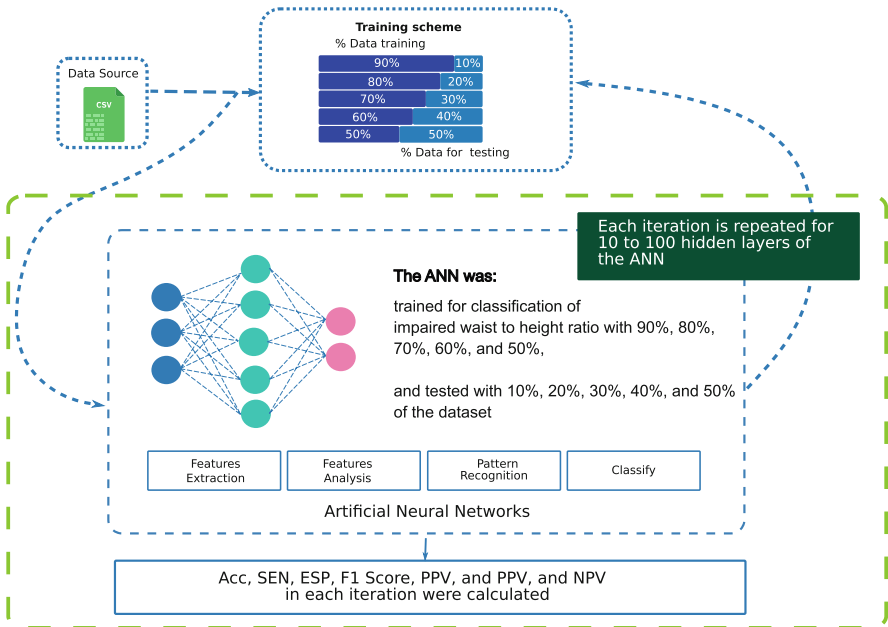 Training scheme
% Data training
90% 10%
80% 20%
70% 30%
60% 40%
50% 50%
% Data for testing
Data Source
CSV
Each iteration is repeated for
10 to 100 hidden layers of
the ANN
The ANN was:
trained for classification of
impaired waist to height ratio with 90%, 80%,
70%, 60%, and 50%,
and tested with 10%, 20%, 30%, 40%, and 50%
of the dataset
Features
Extraction
Features
Analysis
Pattern
Recognition
Classify
Artificial Neural Networks
Acc, SEN, ESP, F1 Score, PPV, and PPV, and NPV
in each iteration were calculated